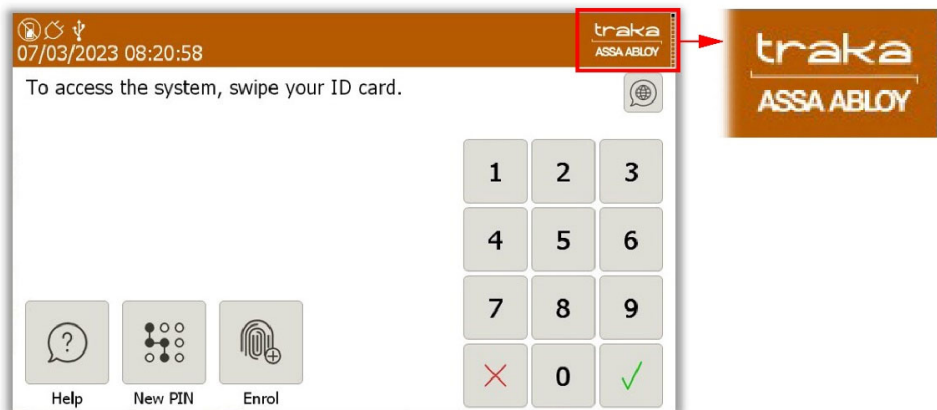 07/03/2023 08:20:58
traka
ASSA ABLOY
To access the system, swipe your ID card.
1 2 3
4 5 6
7 8 9
0
?
Help New PIN Enrol
traka
ASSA ABLOY